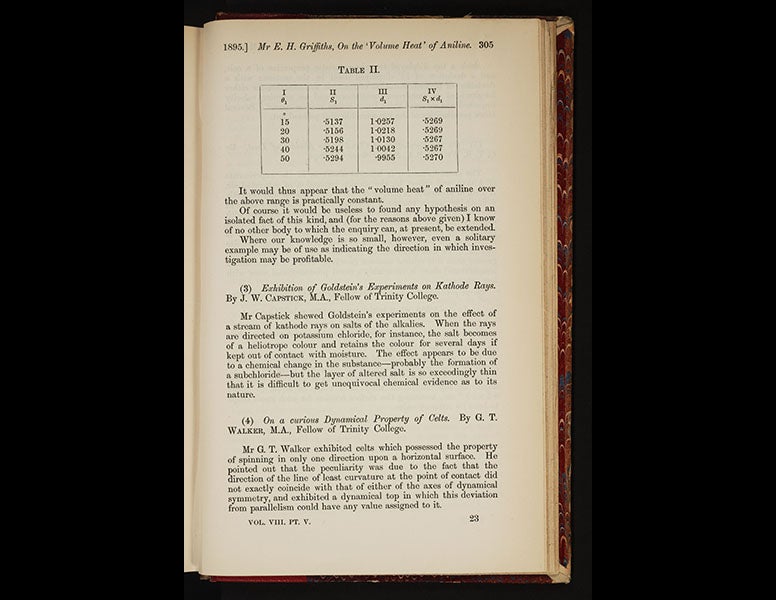 1895.] Mr E. H. Griffiths, On the 'Volume Heat' of Aniline. 305
TABLE II.
I II III IV
θ₁ S₁ d₁ S₁ × d₁
°
15 ·5137 1·0257 ·5269
20 ·5156 1·0218 ·5269
30 ·5198 1·0130 ·5267
40 ·5244 1·0042 ·5267
50 ·5294 ·9955 ·5270
It would thus appear that the "volume heat" of aniline over
the above range is practically constant.
Of course it would be useless to found any hypothesis on an
isolated fact of this kind, and (for the reasons above given) I know
of no other body to which the enquiry can, at present, be extended.
Where our knowledge is so small, however, even a solitary
example may be of use as indicating the direction in which inves-
tigation may be profitable.
(3) Exhibition of Goldstein's Experiments on Kathode Rays.
By J. W. CAPSTICK, M.A., Fellow of Trinity College.
Mr Capstick shewed Goldstein's experiments on the effect of
a stream of kathode rays on salts of the alkalies. When the rays
are directed on potassium chloride, for instance, the salt becomes
of a heliotrope colour and retains the colour for several days if
kept out of contact with moisture. The effect appears to be due
to a chemical change in the substance—probably the formation of
a subchloride—but the layer of altered salt is so exceedingly thin
that it is difficult to get unequivocal chemical evidence as to its
nature.
(4) On a curious Dynamical Property of Celts. By G. T.
WALKER, M.A., Fellow of Trinity College.
Mr G. T. Walker exhibited celts which possessed the property
of spinning in only one direction upon a horizontal surface. He
pointed out that the peculiarity was due to the fact that the
direction of the line of least curvature at the point of contact did
not exactly coincide with that of either of the axes of dynamical
symmetry, and exhibited a dynamical top in which this deviation
from parallelism could have any value assigned to it.
VOL. VIII. PT. V. 23